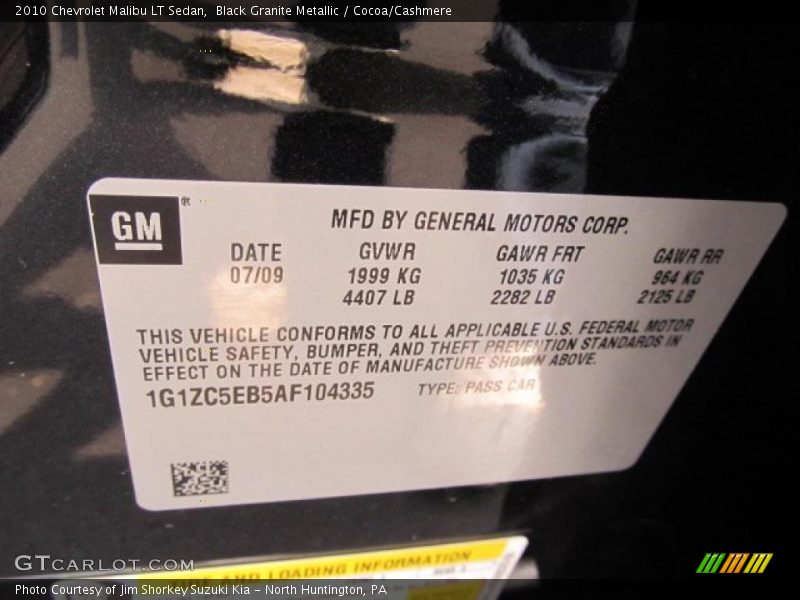 2010 Chevrolet Malibu LT Sedan, Black Granite Metallic / Cocoa/Cashmere
GM®
MFD BY GENERAL MOTORS CORP.
DATE GVWR GAWR FRT GAWR RR
07/09 1999 KG 1035 KG 964 KG
4407 LB 2282 LB 2125 LB
THIS VEHICLE CONFORMS TO ALL APPLICABLE U.S. FEDERAL MOTOR
VEHICLE SAFETY, BUMPER, AND THEFT PREVENTION STANDARDS IN
EFFECT ON THE DATE OF MANUFACTURE SHOWN ABOVE.
1G1ZC5EB5AF104335 TYPE: PASS CAR
AND LOADING INFORMATION
GTCARLOT.COM
Photo Courtesy of Jim Shorkey Suzuki Kia - North Huntington, PA